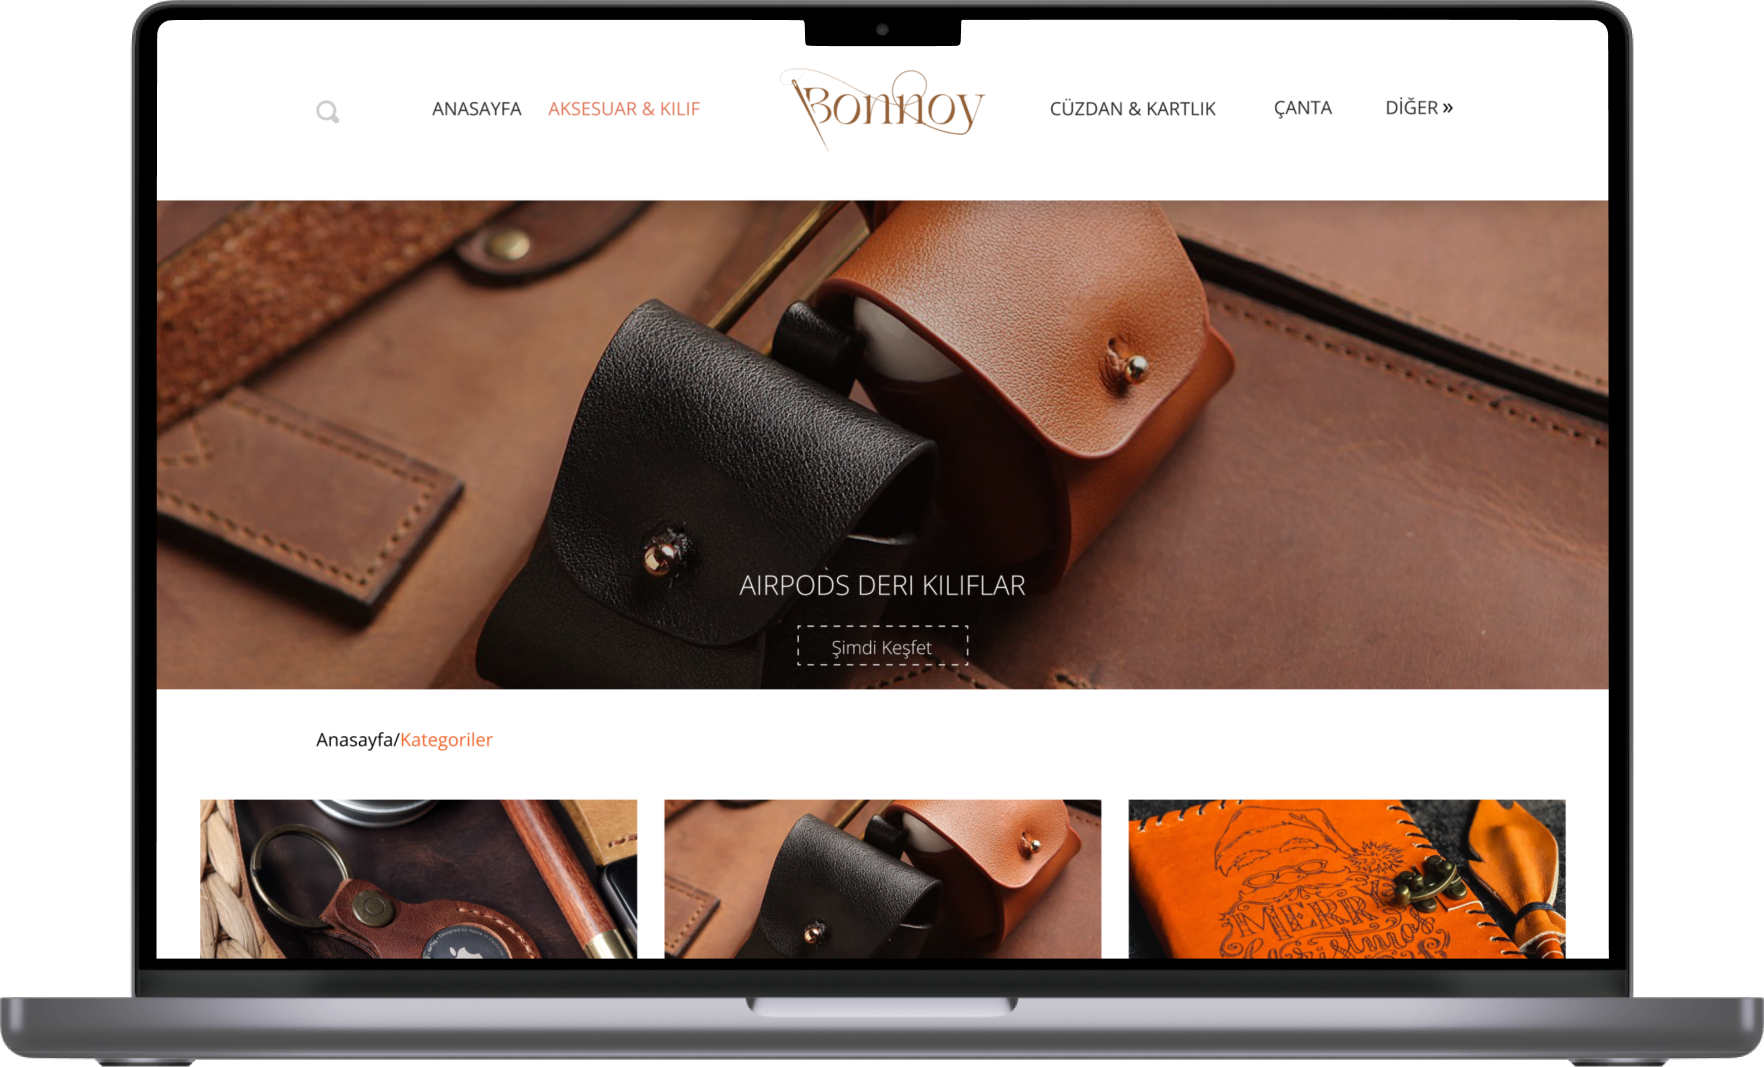 ANASAYFA
AKSESUAR & KILIF
Bonnoy
CÜZDAN & KARTLIK
ÇANTA
DİĞER »
AIRPODS DERI KILIFLAR
Şimdi Keşfet
Anasayfa/Kategoriler
MERRY
Christmas